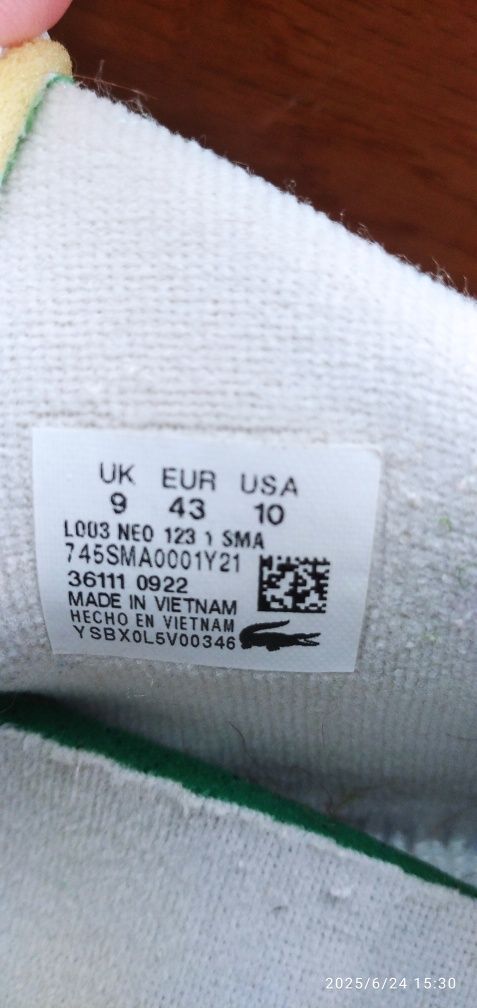 UK EUR USA
9 43 10
L003 NEO 123 1 SMA
745SMA0001Y21
36111 0922
MADE IN VIETNAM
HECHO EN VIETNAM
YSBX0L5V00346
2025/6/24 15:30